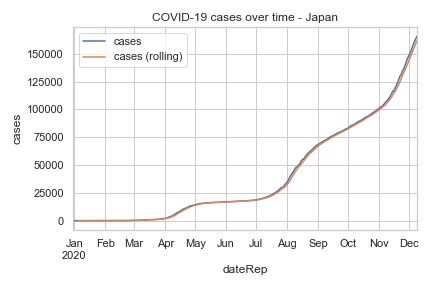 COVID-19 cases over time - Japan
cases
cases (rolling)
cases
150000
125000
100000
75000
50000
25000
0
Jan Feb Mar Apr May Jun Jul Aug Sep Oct Nov Dec
2020
dateRep